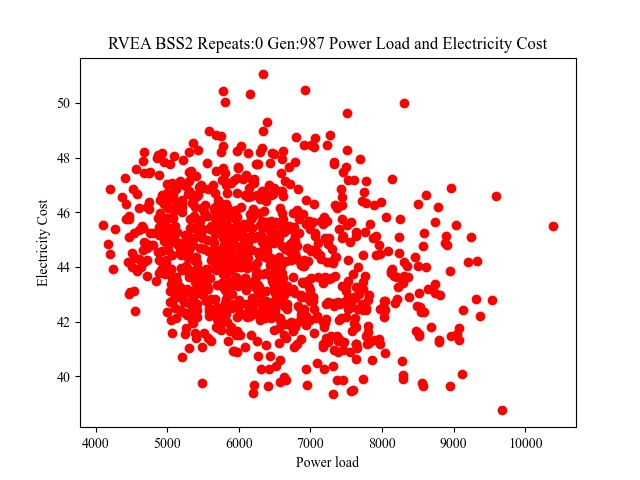 RVEA BSS2 Repeats:0 Gen:987 Power Load and Electricity Cost
Electricity Cost
50
48
46
44
42
40
4000 5000 6000 7000 8000 9000 10000
Power load